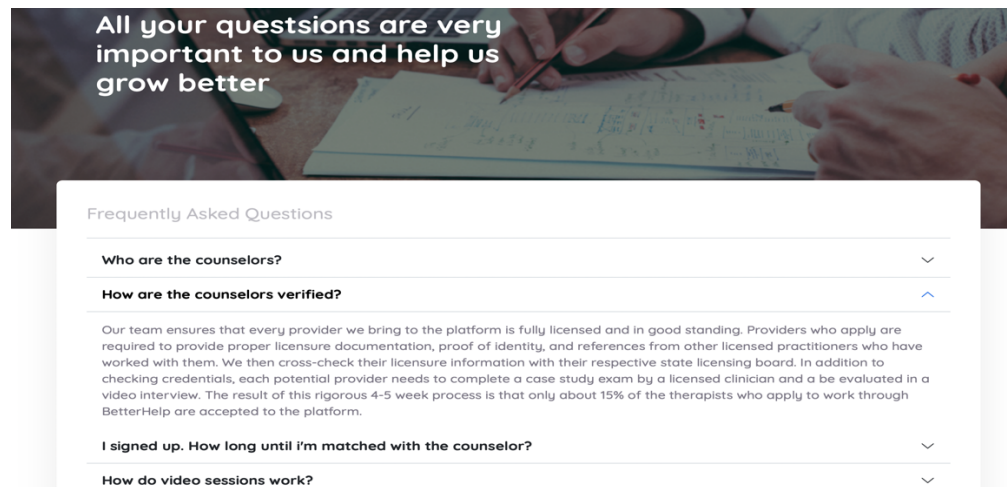 All your questsions are very
important to us and help us
grow better
Frequently Asked Questions
Who are the counselors?
How are the counselors verified?
Our team ensures that every provider we bring to the platform is fully licensed and in good standing. Providers who apply are
required to provide proper licensure documentation, proof of identity, and references from other licensed practitioners who have
worked with them. We then cross-check their licensure information with their respective state licensing board. In addition to
checking credentials, each potential provider needs to complete a case study exam by a licensed clinician and a be evaluated in a
video interview. The result of this rigorous 4-5 week process is that only about 15% of the therapists who apply to work through
BetterHelp are accepted to the platform.
I signed up. How long until i'm matched with the counselor?
How do video sessions work?